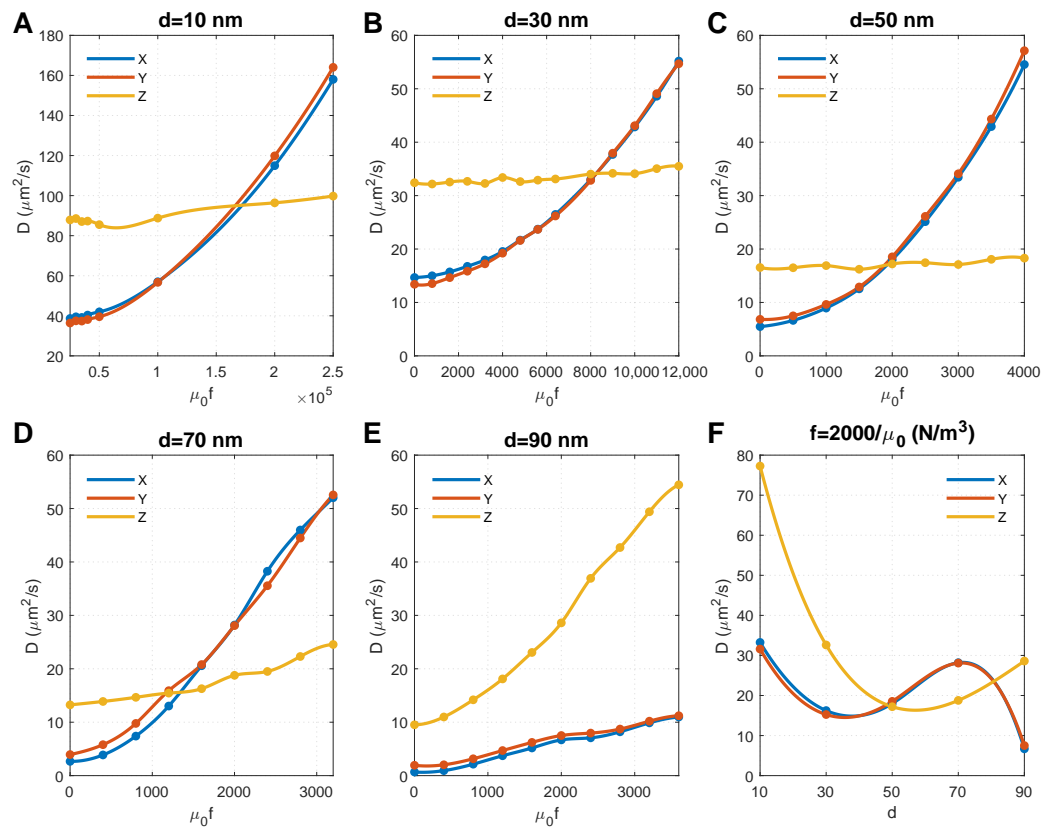 A
d=10 nm
D (μm²/s)
180
160
140
120
100
80
60
40
20
X
Y
Z
0.5
1
1.5
2
2.5
×10⁵
μ₀f
B
d=30 nm
D (μm²/s)
60
50
40
30
20
10
0
X
Y
Z
0
2000
4000
6000
8000
10,000
12,000
μ₀f
C
d=50 nm
D (μm²/s)
60
50
40
30
20
10
0
X
Y
Z
0
1000
2000
3000
4000
μ₀f
D
d=70 nm
D (μm²/s)
60
50
40
30
20
10
0
X
Y
Z
0
1000
2000
3000
μ₀f
E
d=90 nm
D (μm²/s)
60
50
40
30
20
10
0
X
Y
Z
0
1000
2000
3000
μ₀f
F
f=2000/μ₀ (N/m³)
D (μm²/s)
80
70
60
50
40
30
20
10
0
X
Y
Z
10
30
50
70
90
d